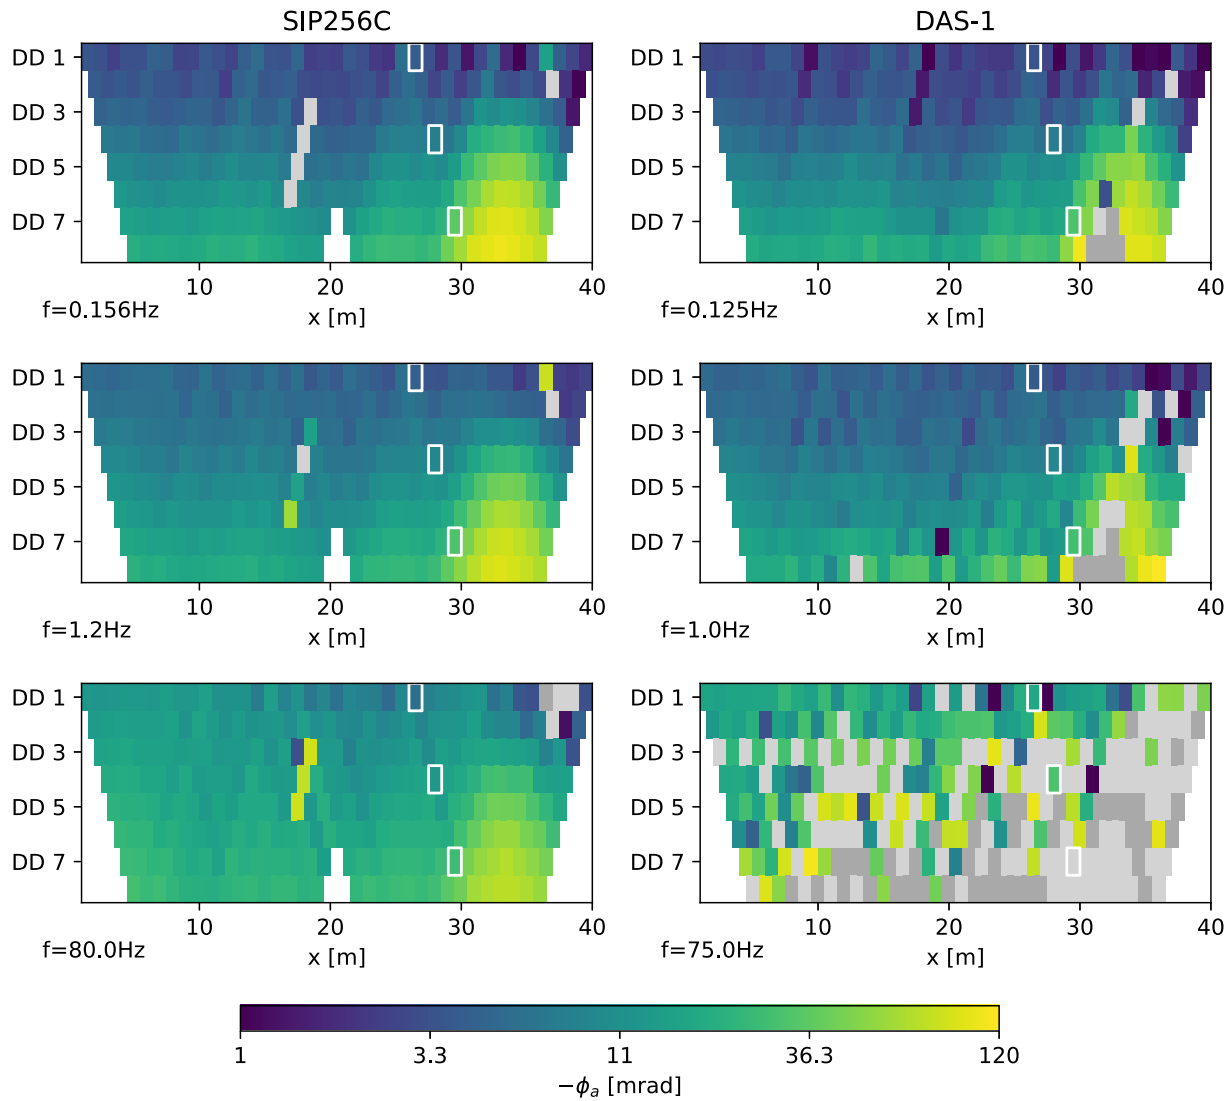 SIP256C
DAS-1
DD 1
DD 3
DD 5
DD 7
10 20 30 40
f=0.156Hz
x [m]
DD 1
DD 3
DD 5
DD 7
10 20 30 40
f=0.125Hz
x [m]
DD 1
DD 3
DD 5
DD 7
10 20 30 40
f=1.2Hz
x [m]
DD 1
DD 3
DD 5
DD 7
10 20 30 40
f=1.0Hz
x [m]
DD 1
DD 3
DD 5
DD 7
10 20 30 40
f=80.0Hz
x [m]
DD 1
DD 3
DD 5
DD 7
10 20 30 40
f=75.0Hz
x [m]
1 3.3 11 36.3 120
−ϕₐ [mrad]